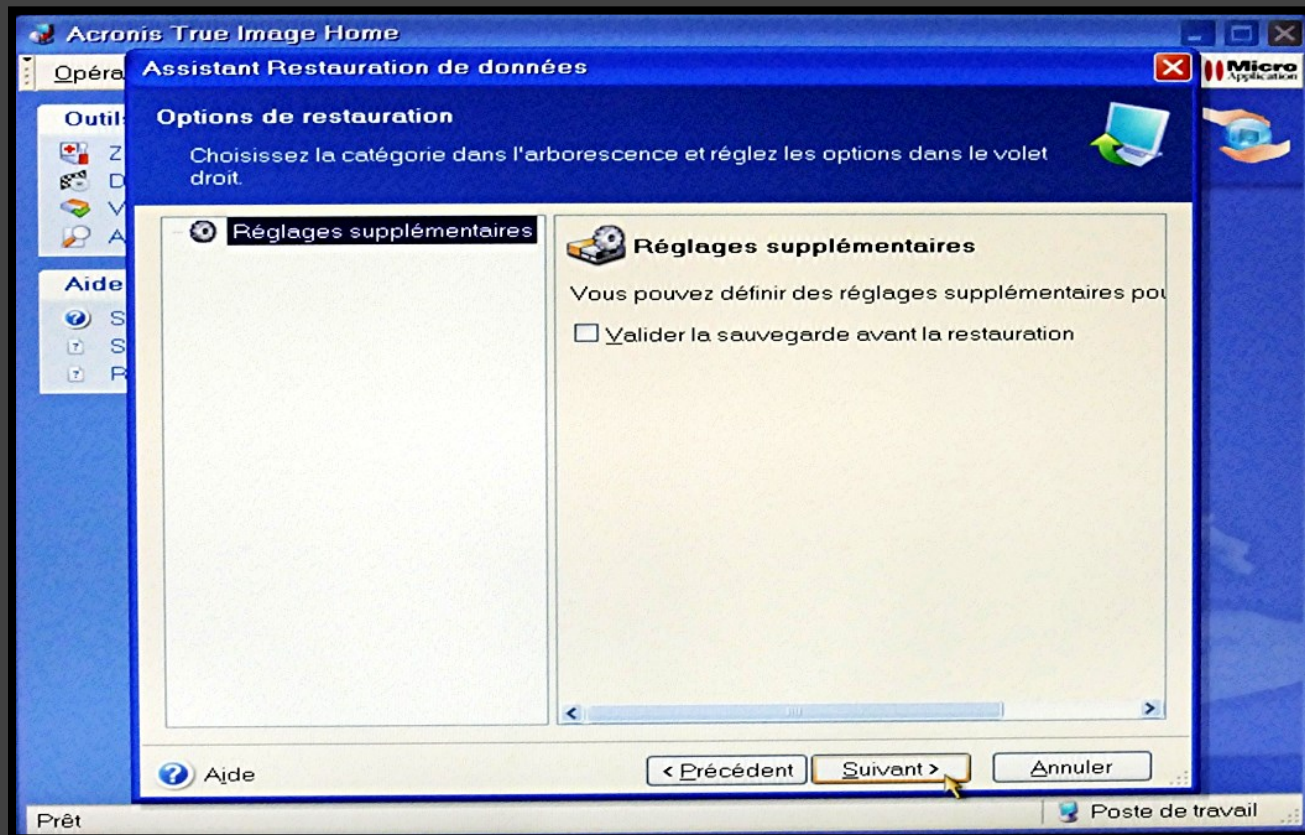 Acronis True Image Home
Opéra
Micro Application
Assistant Restauration de données
Options de restauration
Choisissez la catégorie dans l'arborescence et réglez les options dans le volet
droit.
Outil
Z
D
V
A
Aide
S
S
R
Réglages supplémentaires
Réglages supplémentaires
Vous pouvez définir des réglages supplémentaires pou
Valider la sauvegarde avant la restauration
Aide
< Précédent
Suivant >
Annuler
Prêt
Poste de travail